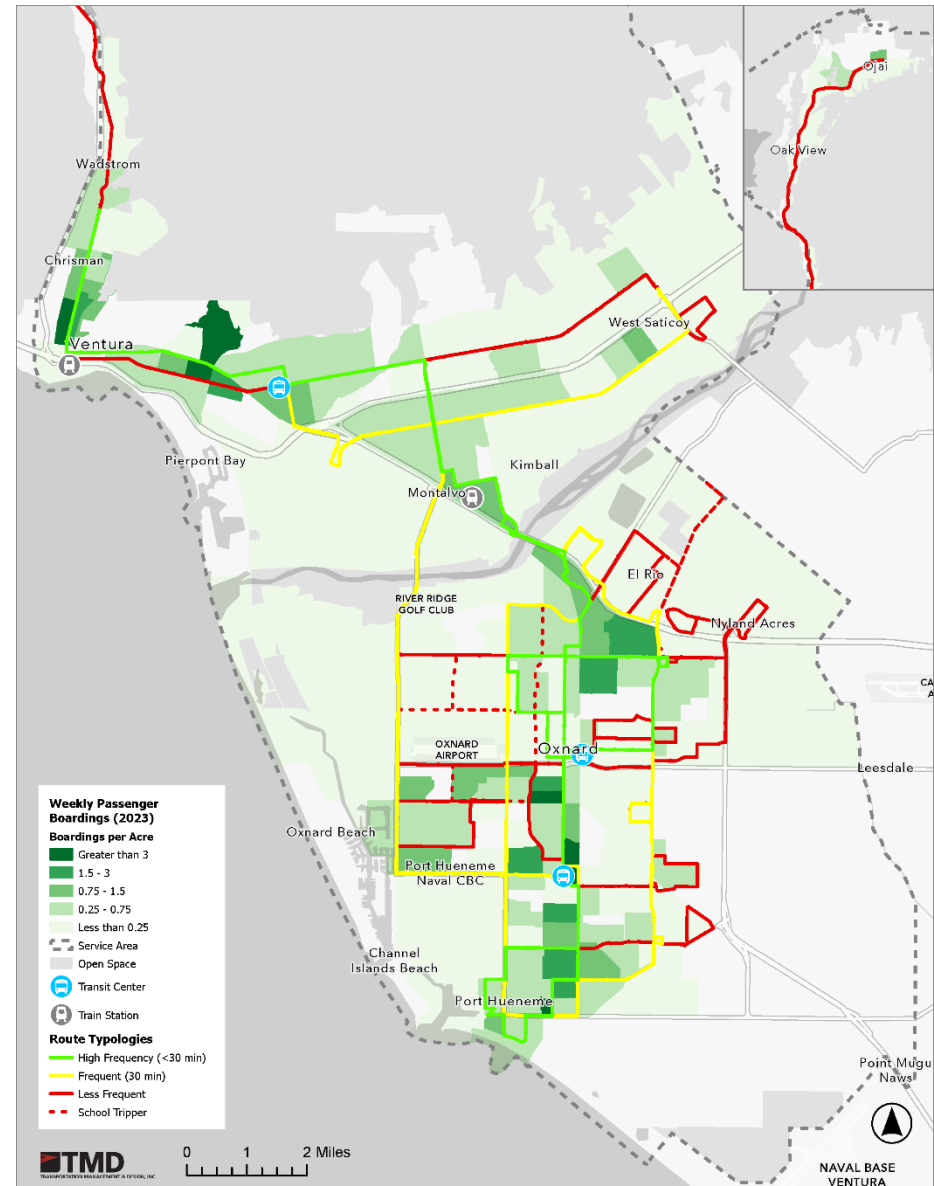 Ojai
Oak View
Wadstrom
Chrisman
Ventura
West Saticoy
Pierpont Bay
Kimball
Montalvo
El Rio
RIVER RIDGE
GOLF CLUB
Nyland Acres
CA
A
OXNARD
AIRPORT
Oxnard
Leesdale
Oxnard Beach
Port Hueneme
Naval CBC
Channel
Islands Beach
Port Hueneme
Point Mugu
Naws
NAVAL BASE
VENTURA
Weekly Passenger
Boardings (2023)
Boardings per Acre
Greater than 3
1.5 - 3
0.75 - 1.5
0.25 - 0.75
Less than 0.25
Service Area
Open Space
Transit Center
Train Station
Route Typologies
High Frequency (<30 min)
Frequent (30 min)
Less Frequent
School Tripper
TMD
TRANSPORTATION MANAGEMENT & DESIGN, INC.
0 1 2 Miles